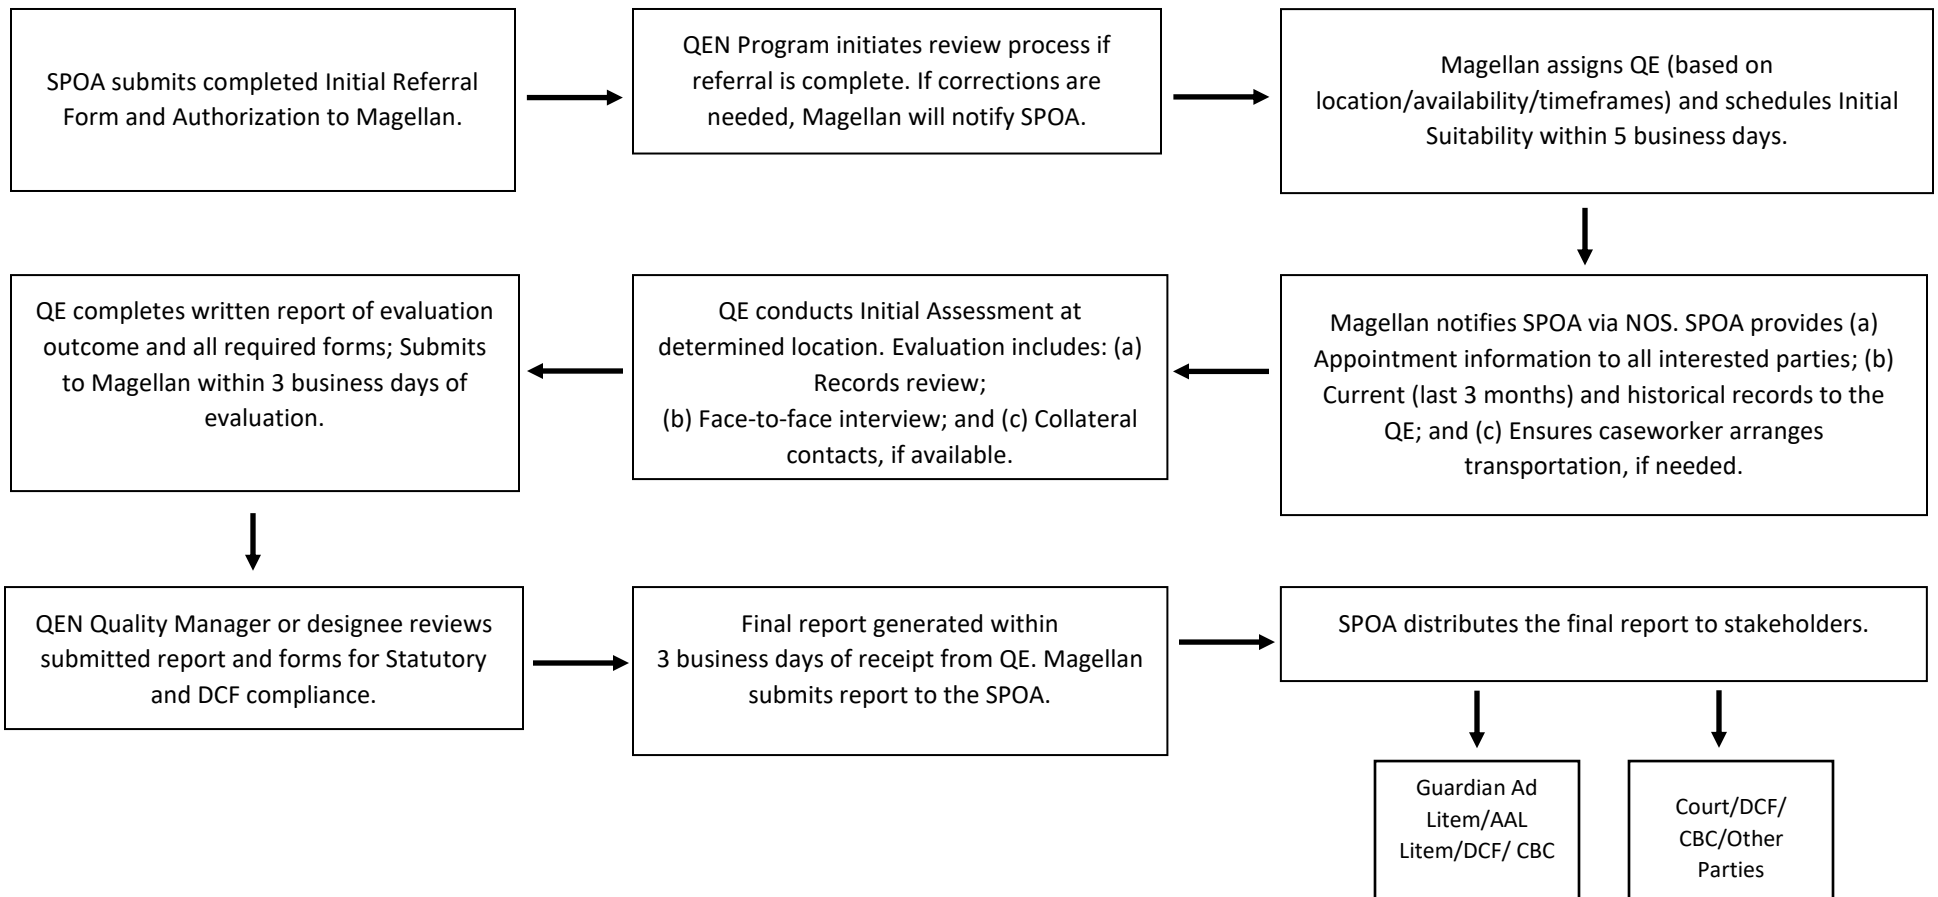 SPOA submits completed Initial Referral
Form and Authorization to Magellan.
QEN Program initiates review process if
referral is complete. If corrections are
needed, Magellan will notify SPOA.
Magellan assigns QE (based on
location/availability/timeframes) and schedules Initial
Suitability within 5 business days.
Magellan notifies SPOA via NOS. SPOA provides (a)
Appointment information to all interested parties; (b)
Current (last 3 months) and historical records to the
QE; and (c) Ensures caseworker arranges
transportation, if needed.
QE conducts Initial Assessment at
determined location. Evaluation includes: (a)
Records review;
(b) Face-to-face interview; and (c) Collateral
contacts, if available.
QE completes written report of evaluation
outcome and all required forms; Submits
to Magellan within 3 business days of
evaluation.
QEN Quality Manager or designee reviews
submitted report and forms for Statutory
and DCF compliance.
Final report generated within
3 business days of receipt from QE. Magellan
submits report to the SPOA.
SPOA distributes the final report to stakeholders.
Guardian Ad
Litem/AAL
Litem/DCF/ CBC
Court/DCF/
CBC/Other
Parties